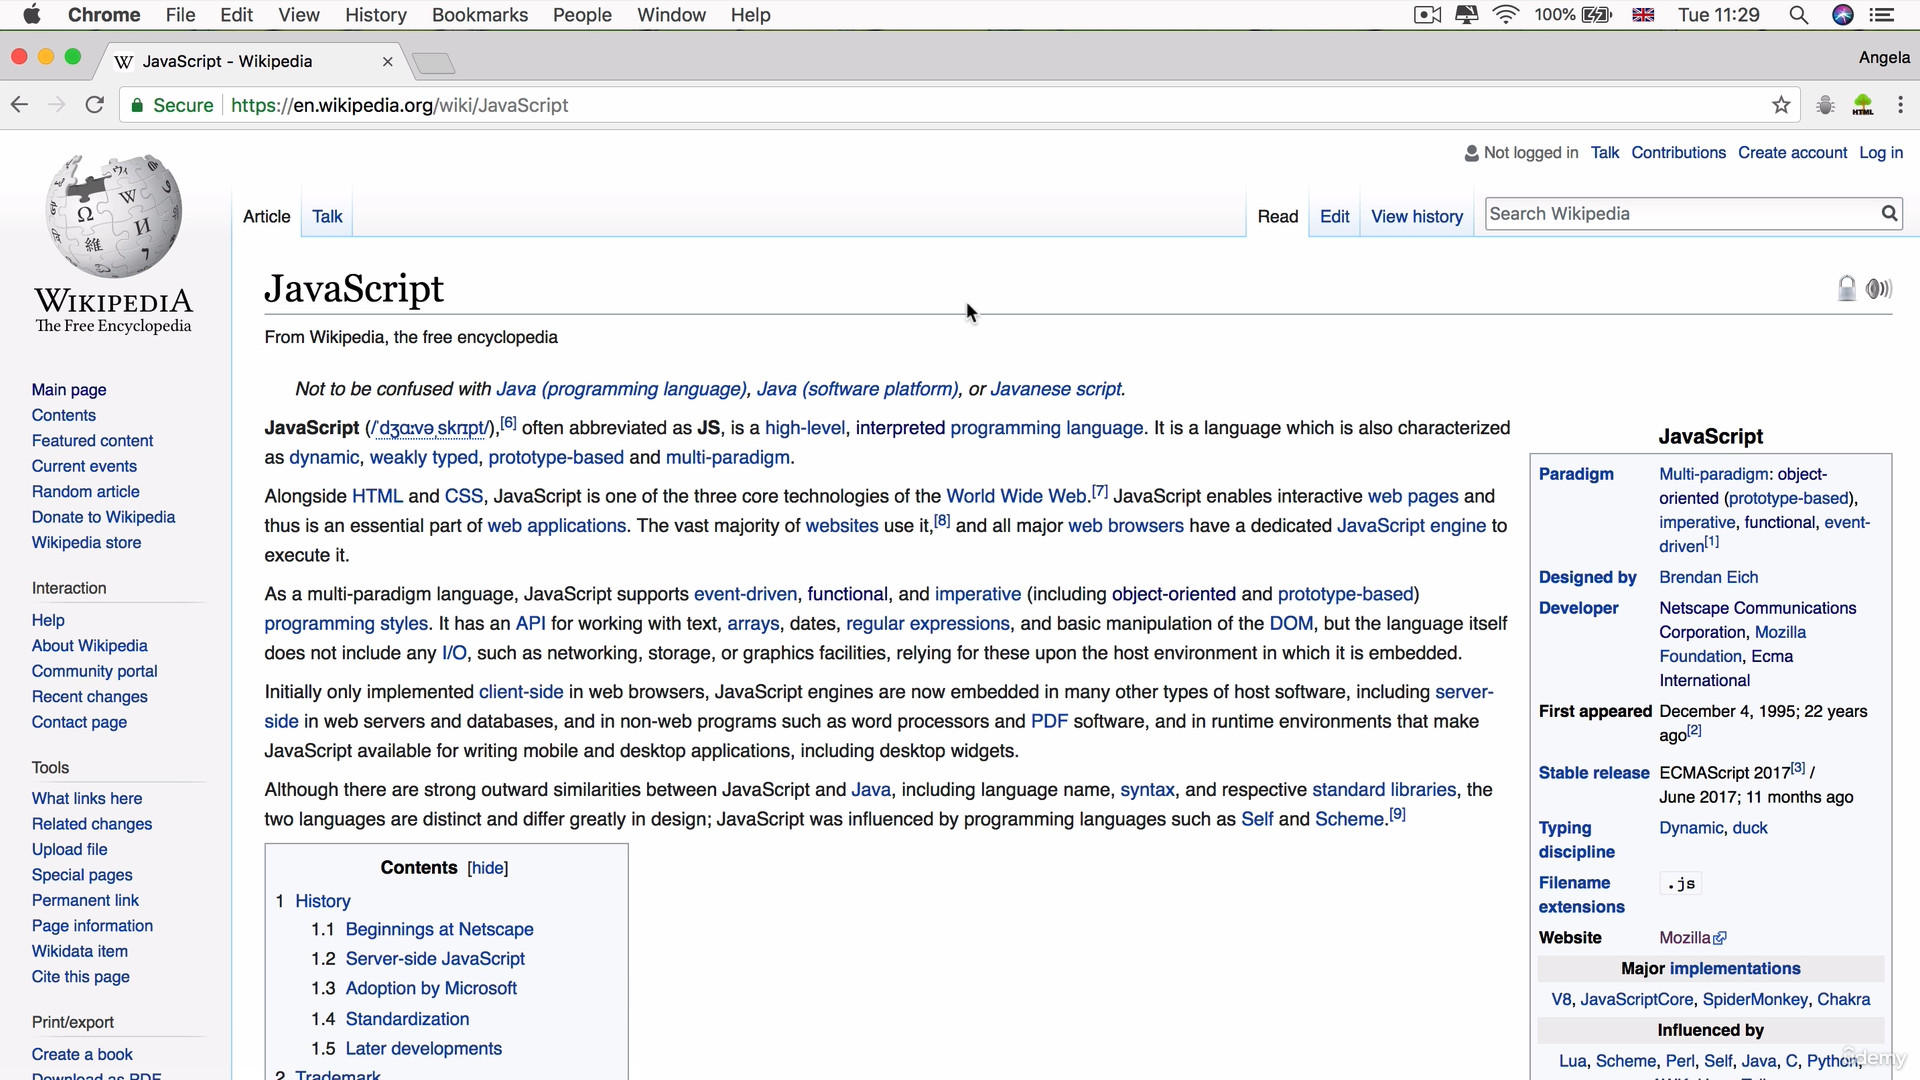 Chrome File Edit View History Bookmarks People Window Help 100% Tue 11:29
JavaScript - Wikipedia Angela
Secure https://en.wikipedia.org/wiki/JavaScript HTML
Not logged in Talk Contributions Create account Log in
Article Talk Read Edit View history Search Wikipedia
WIKIPEDIA
The Free Encyclopedia
Main page
Contents
Featured content
Current events
Random article
Donate to Wikipedia
Wikipedia store
Interaction
Help
About Wikipedia
Community portal
Recent changes
Contact page
Tools
What links here
Related changes
Upload file
Special pages
Permanent link
Page information
Wikidata item
Cite this page
Print/export
Create a book
Download as PDF
JavaScript
From Wikipedia, the free encyclopedia
Not to be confused with Java (programming language), Java (software platform), or Javanese script.
JavaScript (/ˈdʒɑːvəˌskrɪpt/),[6] often abbreviated as JS, is a high-level, interpreted programming language. It is a language which is also characterized
as dynamic, weakly typed, prototype-based and multi-paradigm.
Alongside HTML and CSS, JavaScript is one of the three core technologies of the World Wide Web.[7] JavaScript enables interactive web pages and
thus is an essential part of web applications. The vast majority of websites use it,[8] and all major web browsers have a dedicated JavaScript engine to
execute it.
As a multi-paradigm language, JavaScript supports event-driven, functional, and imperative (including object-oriented and prototype-based)
programming styles. It has an API for working with text, arrays, dates, regular expressions, and basic manipulation of the DOM, but the language itself
does not include any I/O, such as networking, storage, or graphics facilities, relying for these upon the host environment in which it is embedded.
Initially only implemented client-side in web browsers, JavaScript engines are now embedded in many other types of host software, including server-
side in web servers and databases, and in non-web programs such as word processors and PDF software, and in runtime environments that make
JavaScript available for writing mobile and desktop applications, including desktop widgets.
Although there are strong outward similarities between JavaScript and Java, including language name, syntax, and respective standard libraries, the
two languages are distinct and differ greatly in design; JavaScript was influenced by programming languages such as Self and Scheme.[9]
Contents [hide]
1 History
1.1 Beginnings at Netscape
1.2 Server-side JavaScript
1.3 Adoption by Microsoft
1.4 Standardization
1.5 Later developments
2 Trademark
JavaScript
Paradigm Multi-paradigm: object-
oriented (prototype-based),
imperative, functional, event-
driven[1]
Designed by Brendan Eich
Developer Netscape Communications
Corporation, Mozilla
Foundation, Ecma
International
First appeared December 4, 1995; 22 years
ago[2]
Stable release ECMAScript 2017[3] /
June 2017; 11 months ago
Typing Dynamic, duck
discipline
Filename .js
extensions
Website Mozilla
Major implementations
V8, JavaScriptCore, SpiderMonkey, Chakra
Influenced by
Lua, Scheme, Perl, Self, Java, C, Python,